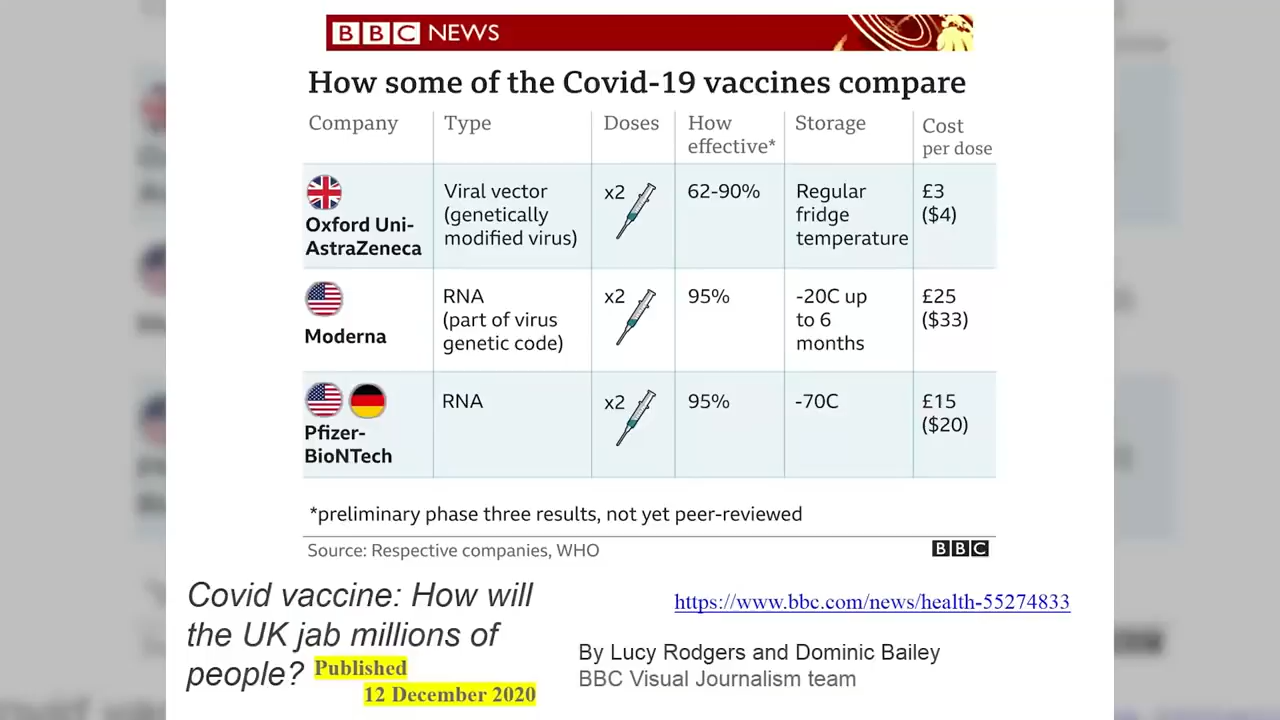 BBC NEWS
How some of the Covid-19 vaccines compare
Company Type Doses How effective* Storage Cost per dose
Oxford Uni-AstraZeneca Viral vector (genetically modified virus) x2 62-90% Regular fridge temperature £3 ($4)
Moderna RNA (part of virus genetic code) x2 95% -20C up to 6 months £25 ($33)
Pfizer-BioNTech RNA x2 95% -70C £15 ($20)
*preliminary phase three results, not yet peer-reviewed
Source: Respective companies, WHO BBC
Covid vaccine: How will
the UK jab millions of
people? Published
12 December 2020
https://www.bbc.com/news/health-55274833
By Lucy Rodgers and Dominic Bailey
BBC Visual Journalism team